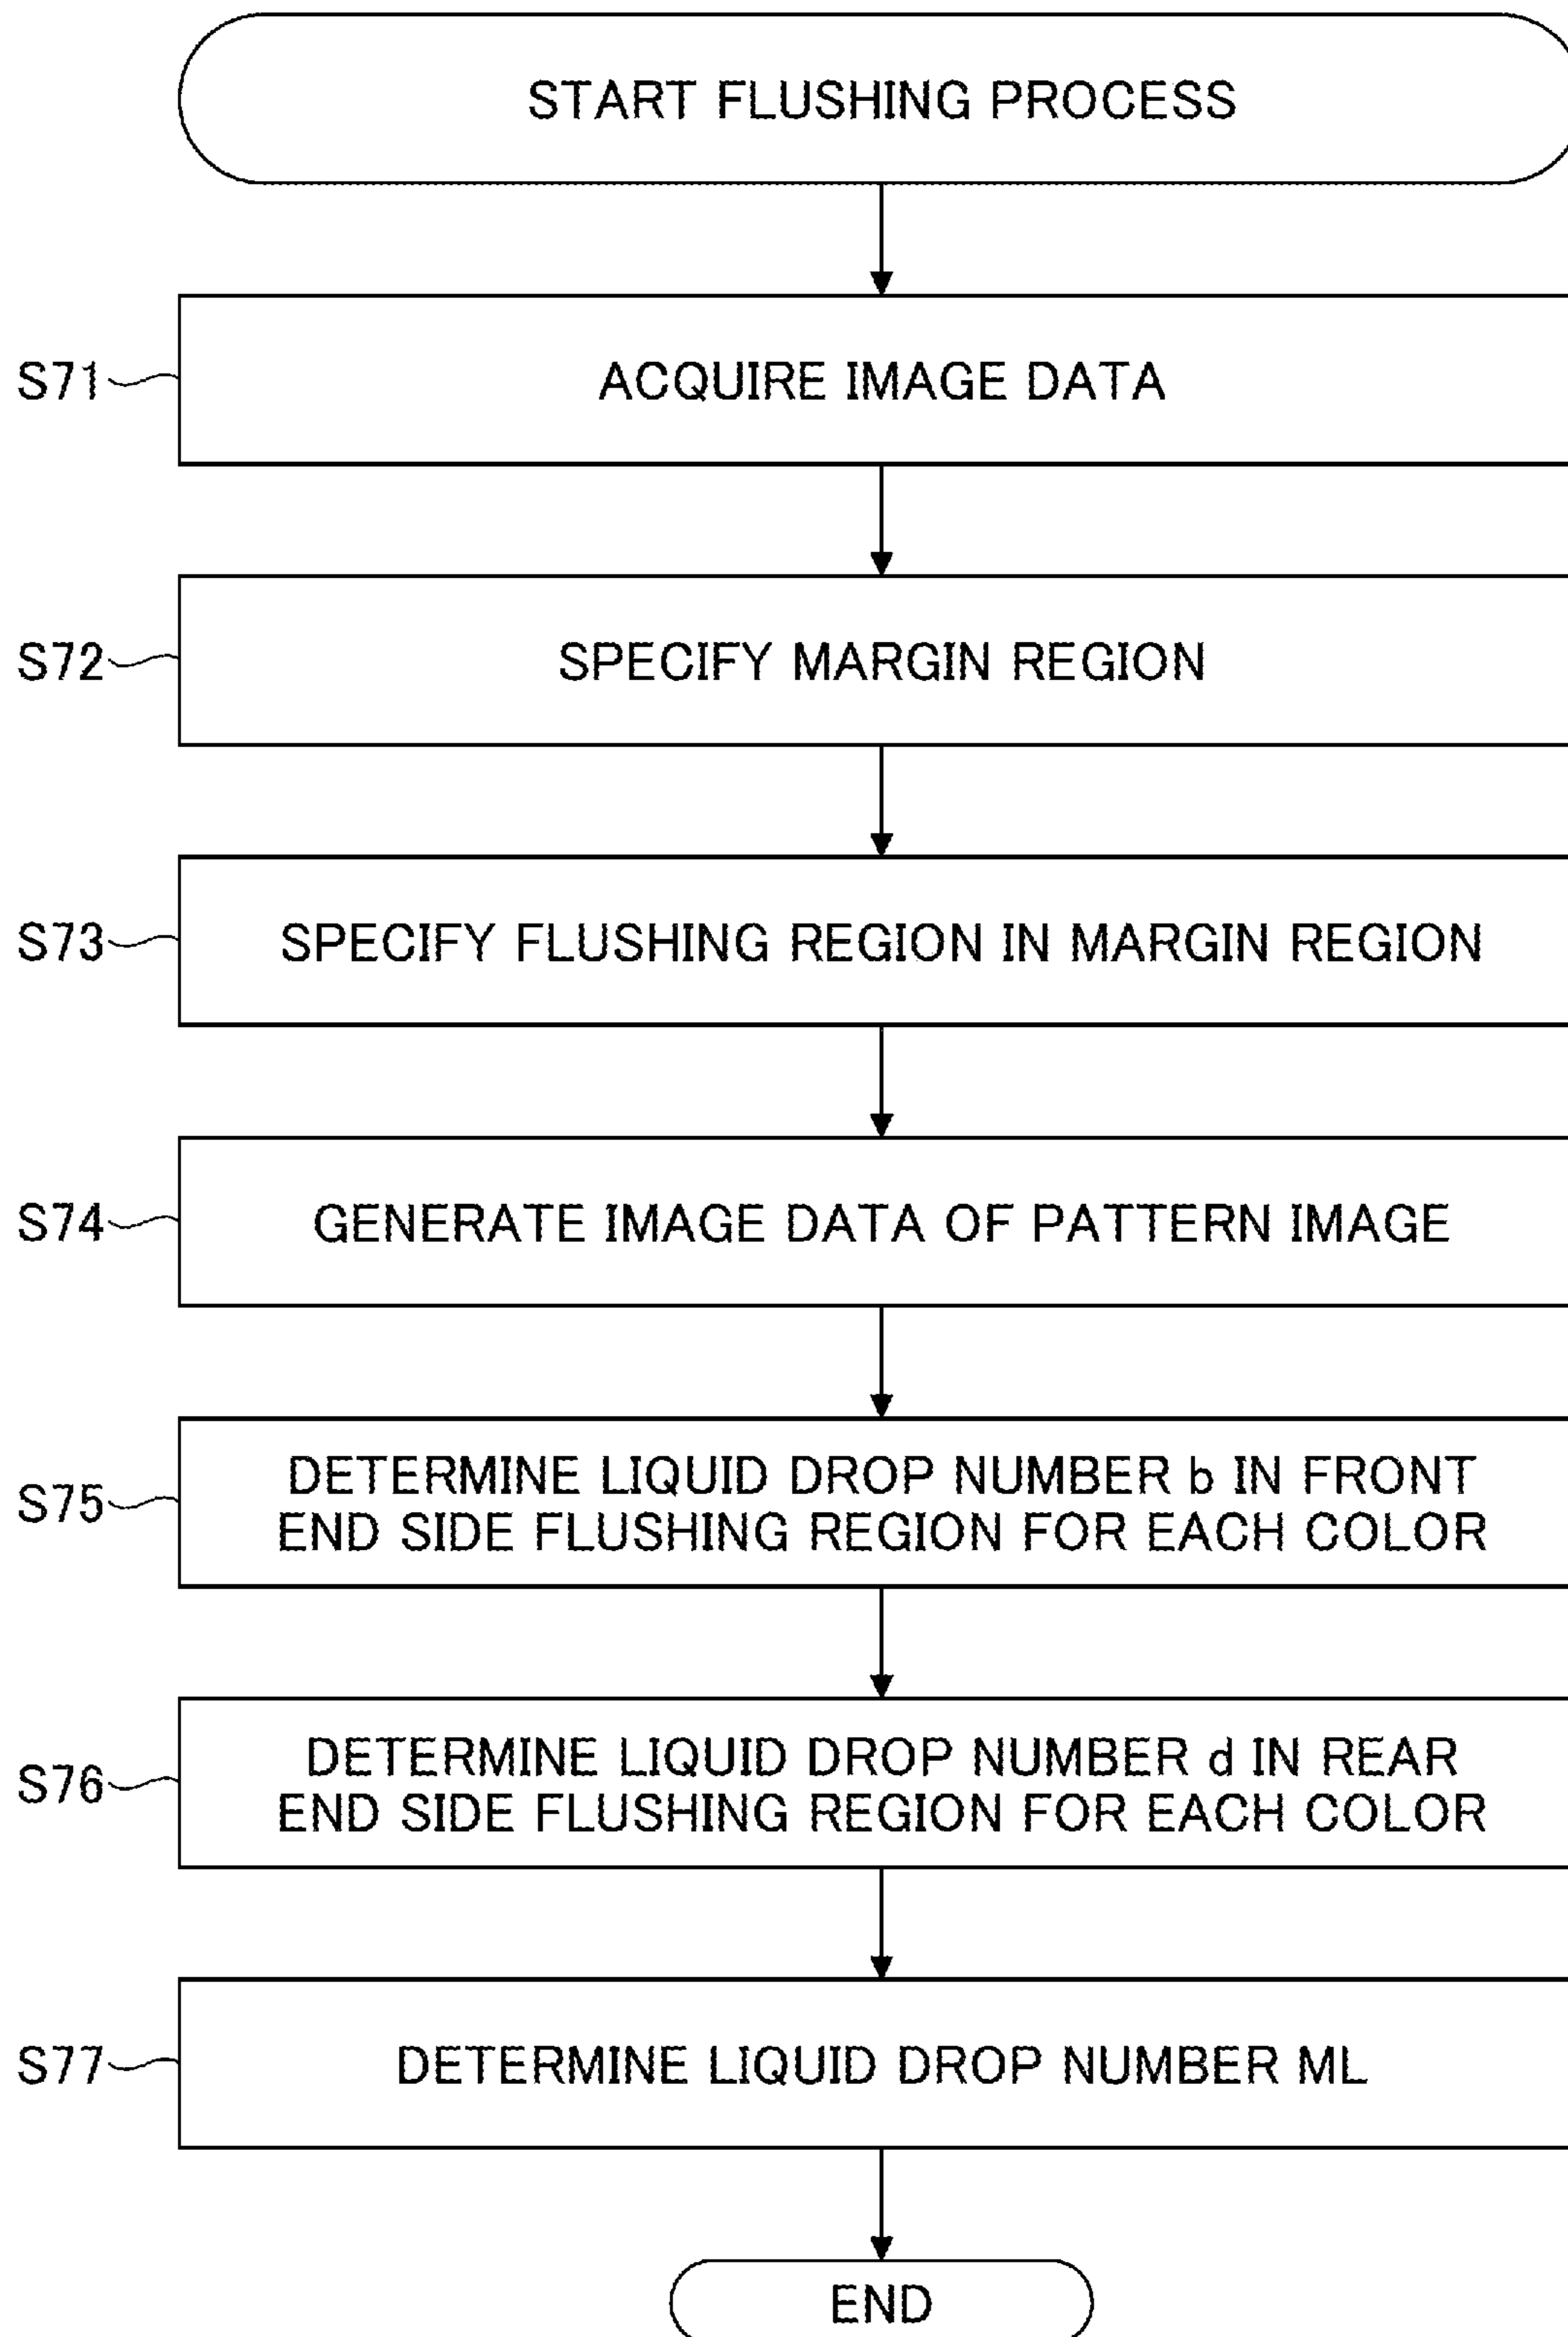 START FLUSHING PROCESS
S71
ACQUIRE IMAGE DATA
S72
SPECIFY MARGIN REGION
S73
SPECIFY FLUSHING REGION IN MARGIN REGION
S74
GENERATE IMAGE DATA OF PATTERN IMAGE
S75
DETERMINE LIQUID DROP NUMBER b IN FRONT
END SIDE FLUSHING REGION FOR EACH COLOR
S76
DETERMINE LIQUID DROP NUMBER d IN REAR
END SIDE FLUSHING REGION FOR EACH COLOR
S77
DETERMINE LIQUID DROP NUMBER ML
END